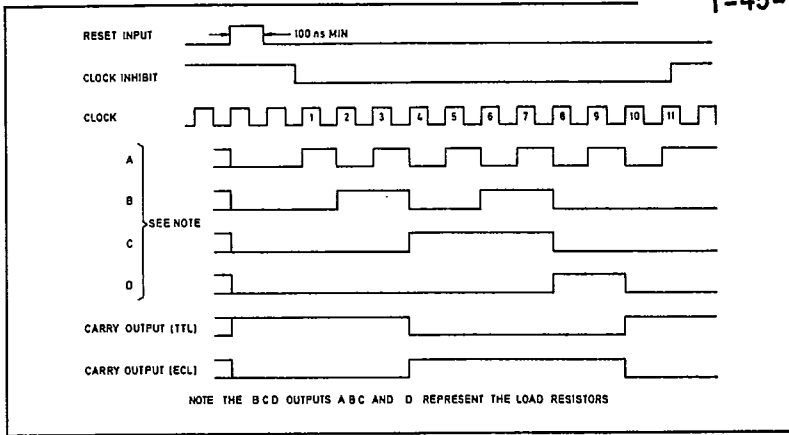 T-45-
RESET INPUT
100 ns MIN
CLOCK INHIBIT
CLOCK
1 2 3 4 5 6 7 8 9 10 11
A
B
SEE NOTE
C
D
CARRY OUTPUT (TTL)
CARRY OUTPUT (ECL)
NOTE THE BCD OUTPUTS A B C AND D REPRESENT THE LOAD RESISTORS